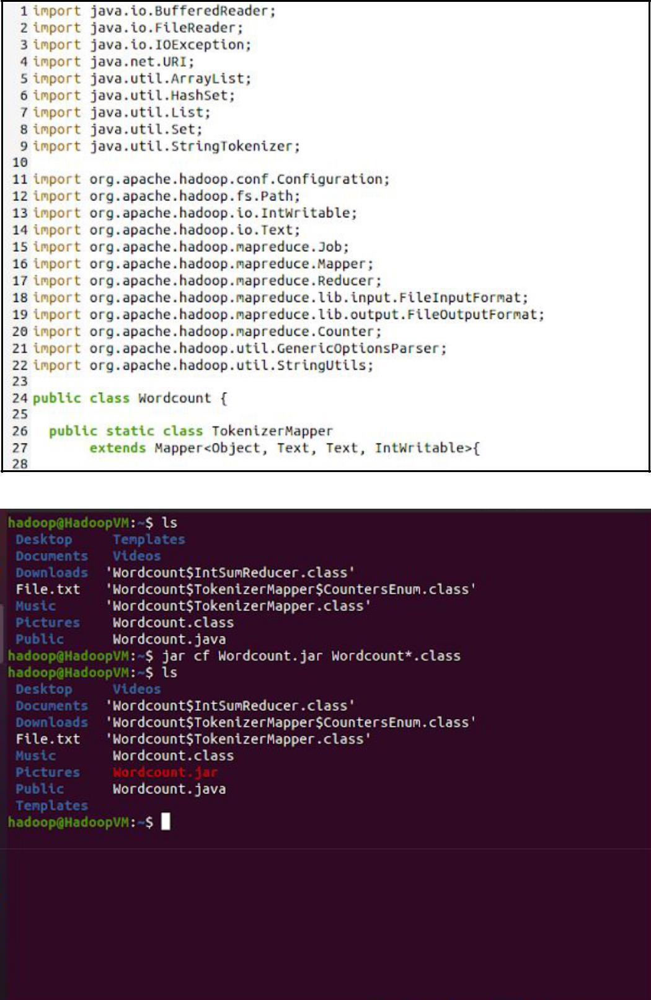 1 import java.io.BufferedReader;
2 import java.io.FileReader;
3 import java.io.IOException;
4 import java.net.URI;
5 import java.util.ArrayList;
6 import java.util.HashSet;
7 import java.util.List;
8 import java.util.Set;
9 import java.util.StringTokenizer;
10
11 import org.apache.hadoop.conf.Configuration;
12 import org.apache.hadoop.fs.Path;
13 import org.apache.hadoop.io.IntWritable;
14 import org.apache.hadoop.io.Text;
15 import org.apache.hadoop.mapreduce.Job;
16 import org.apache.hadoop.mapreduce.Mapper;
17 import org.apache.hadoop.mapreduce.Reducer;
18 import org.apache.hadoop.mapreduce.lib.input.FileInputFormat;
19 import org.apache.hadoop.mapreduce.lib.output.FileOutputFormat;
20 import org.apache.hadoop.mapreduce.Counter;
21 import org.apache.hadoop.util.GenericOptionsParser;
22 import org.apache.hadoop.util.StringUtils;
23
24 public class Wordcount {
25
26   public static class TokenizerMapper
27        extends Mapper<Object, Text, Text, IntWritable>{
28
hadoop@HadoopVM:~$ ls
Desktop     Templates
Documents   Videos
Downloads  'Wordcount$IntSumReducer.class'
File.txt   'Wordcount$TokenizerMapper$CountersEnum.class'
Music      'Wordcount$TokenizerMapper.class'
Pictures    Wordcount.class
Public      Wordcount.java
hadoop@HadoopVM:~$ jar cf Wordcount.jar Wordcount*.class
hadoop@HadoopVM:~$ ls
Desktop     Videos
Documents  'Wordcount$IntSumReducer.class'
Downloads  'Wordcount$TokenizerMapper$CountersEnum.class'
File.txt   'Wordcount$TokenizerMapper.class'
Music       Wordcount.class
Pictures    Wordcount.jar
Public      Wordcount.java
Templates
hadoop@HadoopVM:~$